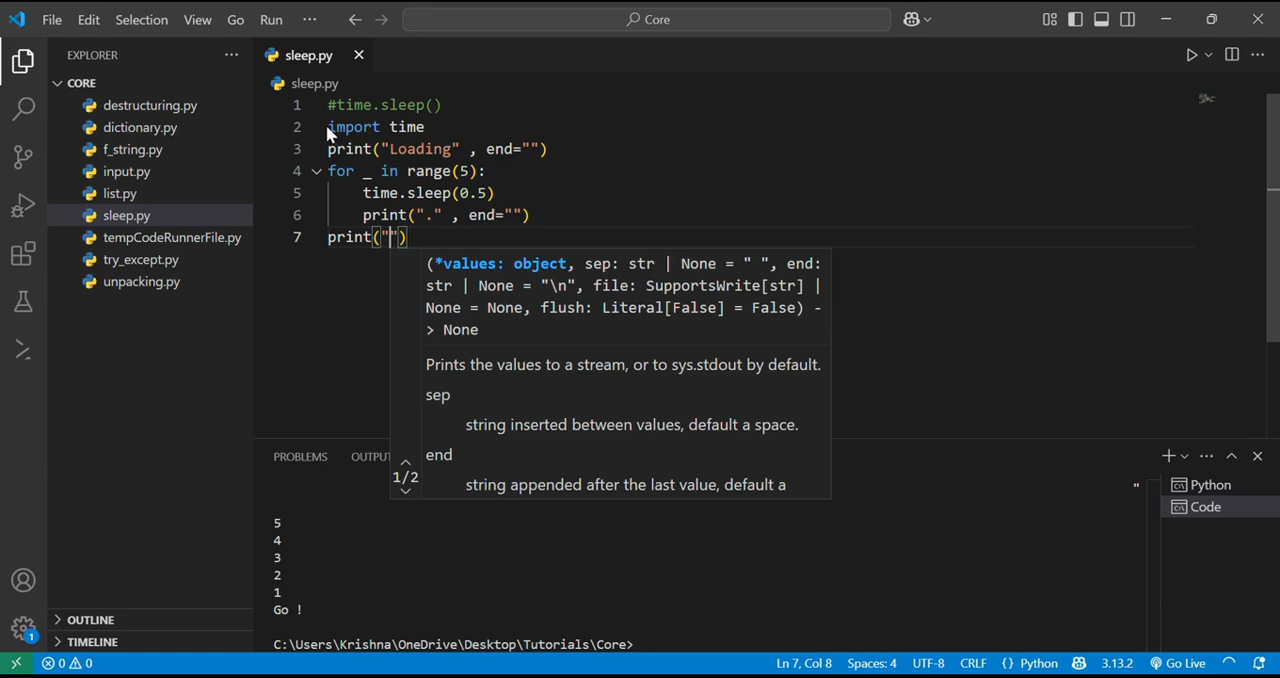 File Edit Selection View Go Run ··· Core
EXPLORER ···
CORE
destructuring.py
dictionary.py
f_string.py
input.py
list.py
sleep.py
tempCodeRunnerFile.py
try_except.py
unpacking.py
OUTLINE
TIMELINE
sleep.py
sleep.py
1 #time.sleep()
2 import time
3 print("Loading" , end="")
4 for _ in range(5):
5 time.sleep(0.5)
6 print("." , end="")
7 print("")
(*values: object, sep: str | None = " ", end:
str | None = "\n", file: SupportsWrite[str] |
None = None, flush: Literal[False] = False) -
> None
Prints the values to a stream, or to sys.stdout by default.
sep
string inserted between values, default a space.
end
string appended after the last value, default a
1/2
PROBLEMS OUTPU
"
5
4
3
2
1
Go !
C:\Users\Krishna\OneDrive\Desktop\Tutorials\Core>
Python
Code
1
0 0 Ln 7, Col 8 Spaces: 4 UTF-8 CRLF {} Python 3.13.2 Go Live